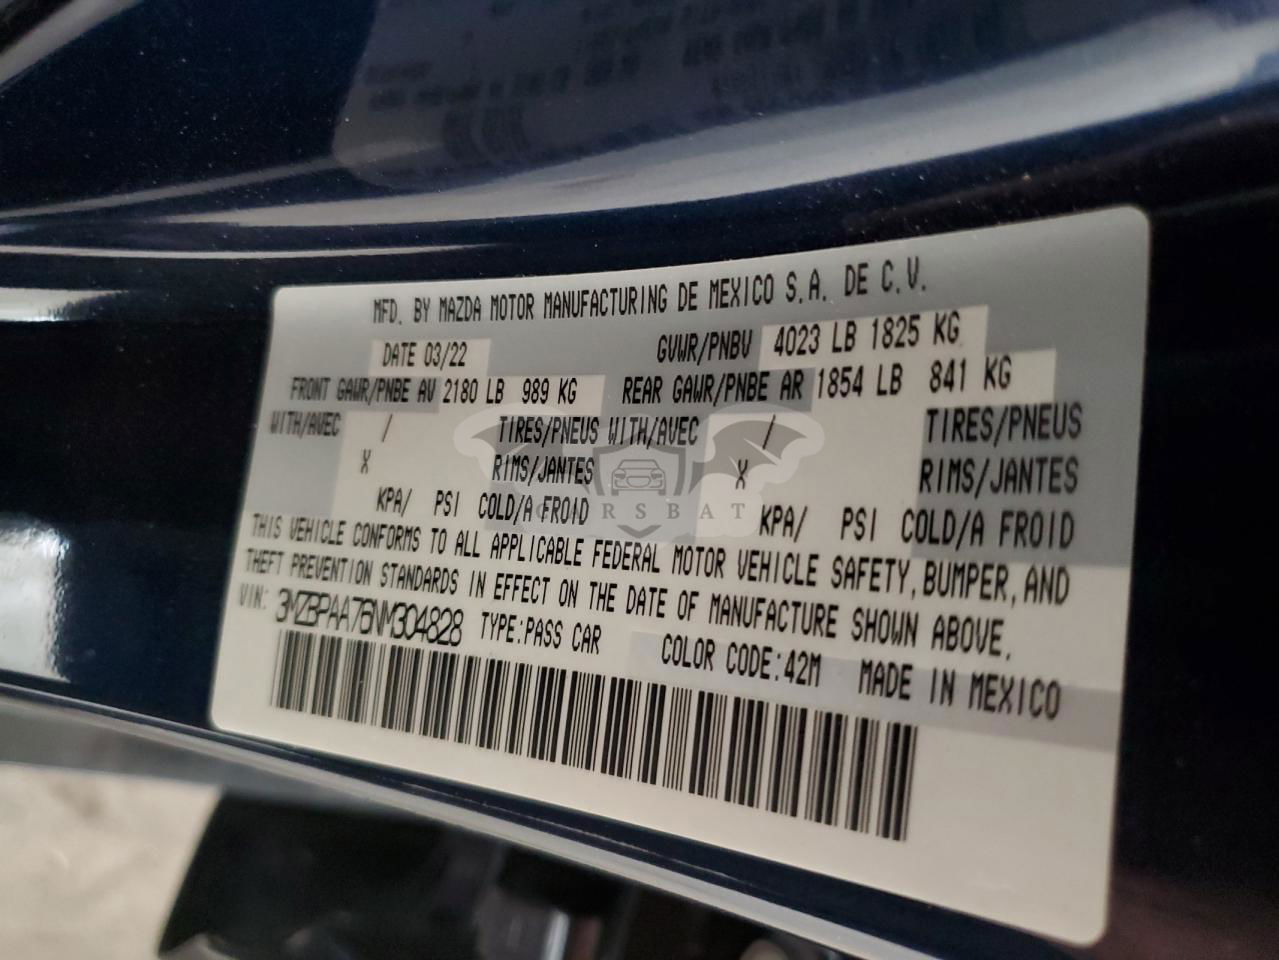 MFD. BY MAZDA MOTOR MANUFACTURING DE MEXICO S.A. DE C.V.
DATE 03/22 GVWR/PNBV 4023 LB 1825 KG
FRONT GAWR/PNBE AV 2180 LB 989 KG REAR GAWR/PNBE AR 1854 LB 841 KG
WITH/AVEC / TIRES/PNEUS WITH/AVEC / TIRES/PNEUS
X RIMS/JANTES X RIMS/JANTES
KPA/ PSI COLD/A FROID KPA/ PSI COLD/A FROID
CARSBAT
THIS VEHICLE CONFORMS TO ALL APPLICABLE FEDERAL MOTOR VEHICLE SAFETY, BUMPER, AND
THEFT PREVENTION STANDARDS IN EFFECT ON THE DATE OF MANUFACTURE SHOWN ABOVE.
VIN: 3MZBPAA76NM304828 TYPE:PASS CAR COLOR CODE:42M MADE IN MEXICO